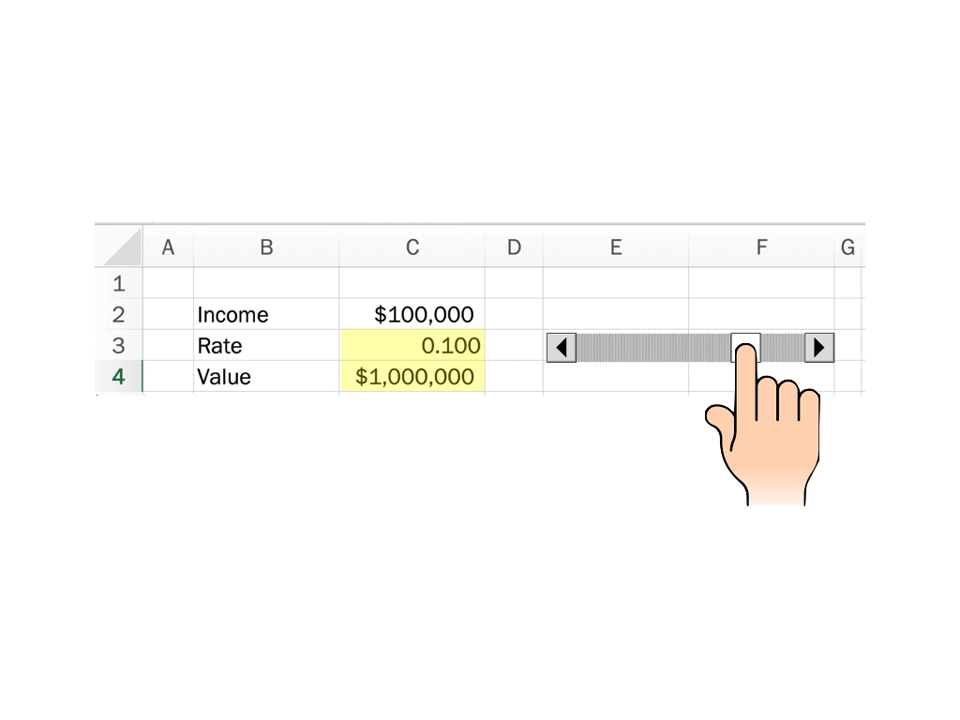 A B C D E F G
1
2 Income $100,000
3 Rate 0.100
4 Value $1,000,000